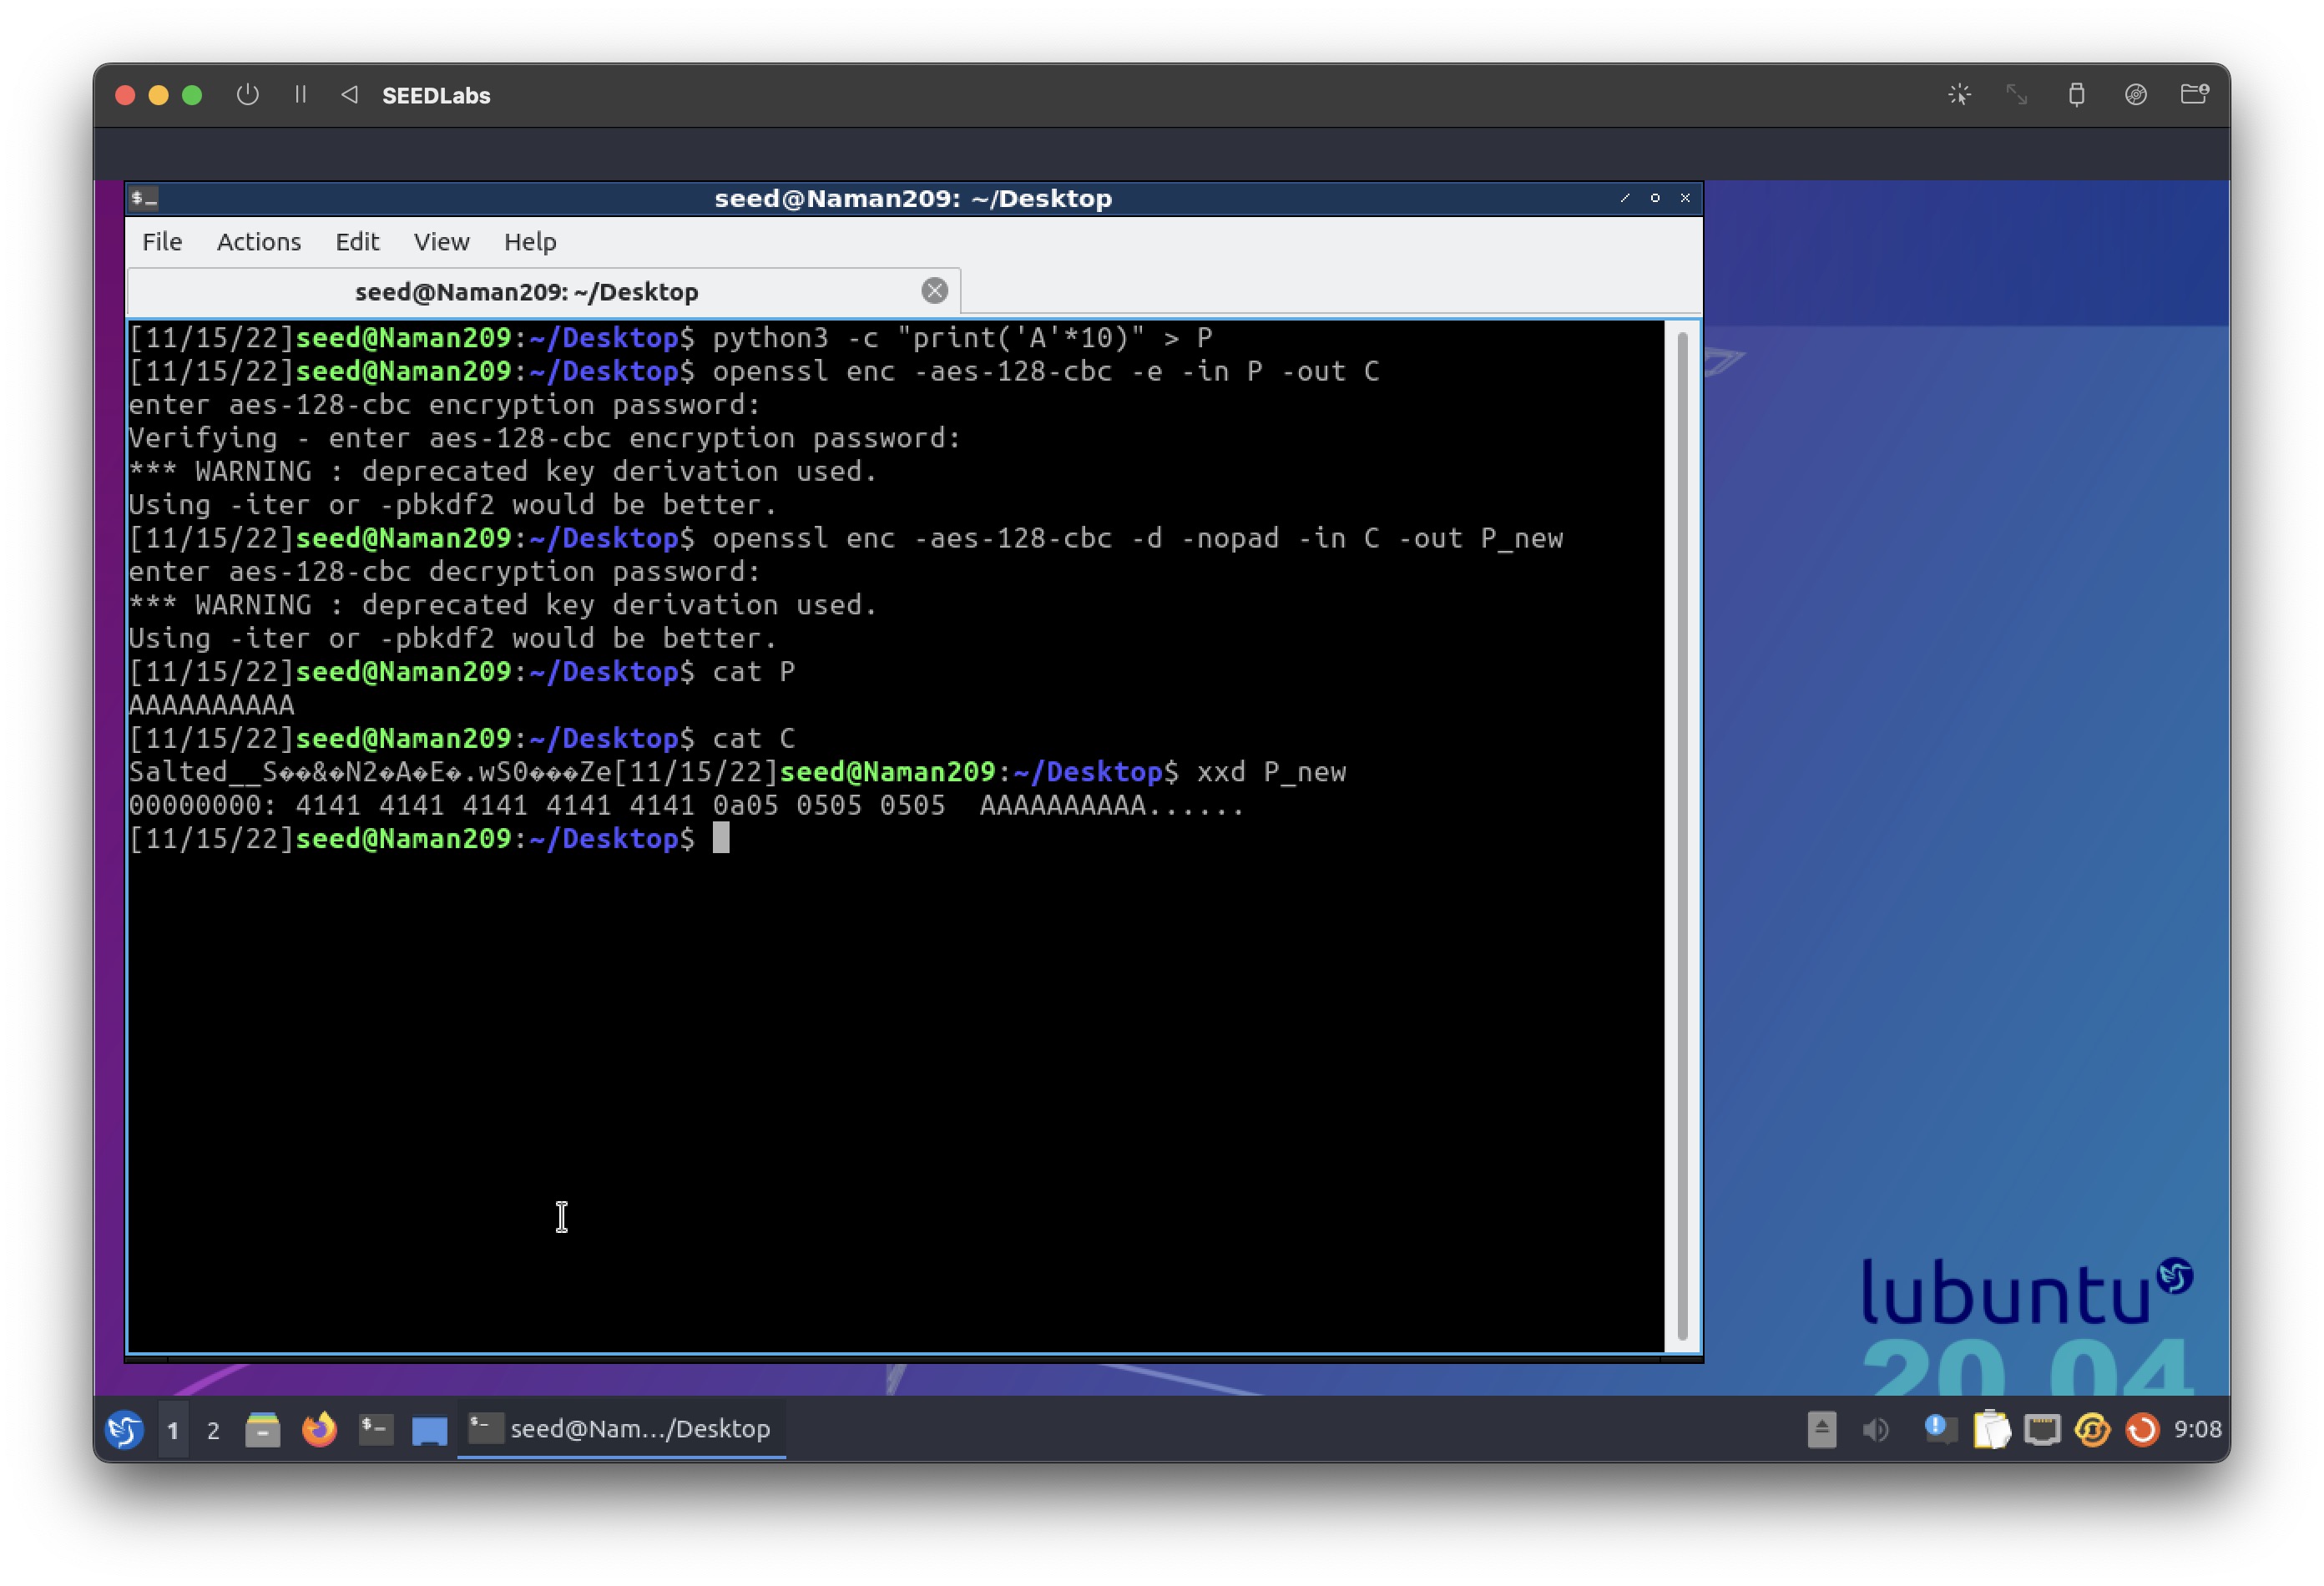 SEEDLabs
seed@Naman209: ~/Desktop
File Actions Edit View Help
seed@Naman209: ~/Desktop
[11/15/22]seed@Naman209:~/Desktop$ python3 -c "print('A'*10)" > P
[11/15/22]seed@Naman209:~/Desktop$ openssl enc -aes-128-cbc -e -in P -out C
enter aes-128-cbc encryption password:
Verifying - enter aes-128-cbc encryption password:
*** WARNING : deprecated key derivation used.
Using -iter or -pbkdf2 would be better.
[11/15/22]seed@Naman209:~/Desktop$ openssl enc -aes-128-cbc -d -nopad -in C -out P_new
enter aes-128-cbc decryption password:
*** WARNING : deprecated key derivation used.
Using -iter or -pbkdf2 would be better.
[11/15/22]seed@Naman209:~/Desktop$ cat P
AAAAAAAAAA
[11/15/22]seed@Naman209:~/Desktop$ cat C
Salted__S��&�N2�A�E�.wS0���Ze[11/15/22]seed@Naman209:~/Desktop$ xxd P_new
00000000: 4141 4141 4141 4141 4141 0a05 0505 0505  AAAAAAAAAA......
[11/15/22]seed@Naman209:~/Desktop$
lubuntu
20.04
1 2 seed@Nam.../Desktop 9:08